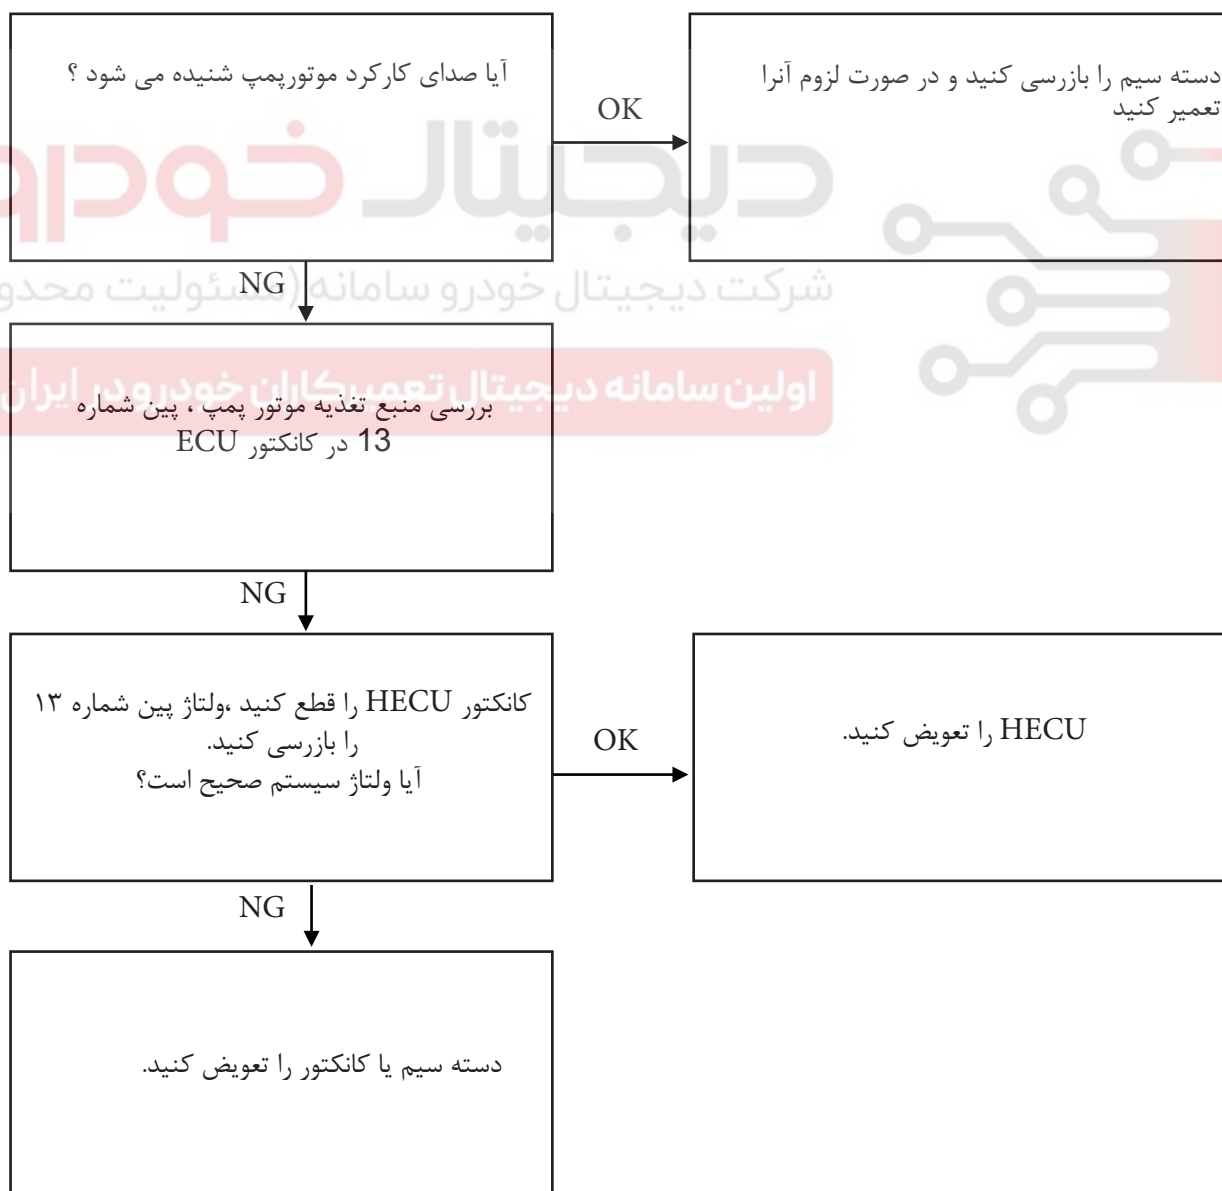 آیا صدای کارکرد موتورپمپ شنیده می شود ؟
OK
دسته سیم را بازرسی کنید و در صورت لزوم آنرا
تعمیر کنید
دیجیتال خودرو
شرکت دیجیتال خودرو سامانه (مسئولیت محدو
NG
اولین سامانه دیجیتال تعمیرکاران خودرو در ایران
بررسی منبع تغذیه موتور پمپ ، پین شماره
13 در کانکتور ECU
NG
کانکتور HECU را قطع کنید ،ولتاژ پین شماره ۱۳
را بازرسی کنید.
آیا ولتاژ سیستم صحیح است؟
OK
HECU را تعویض کنید.
NG
دسته سیم یا کانکتور را تعویض کنید.